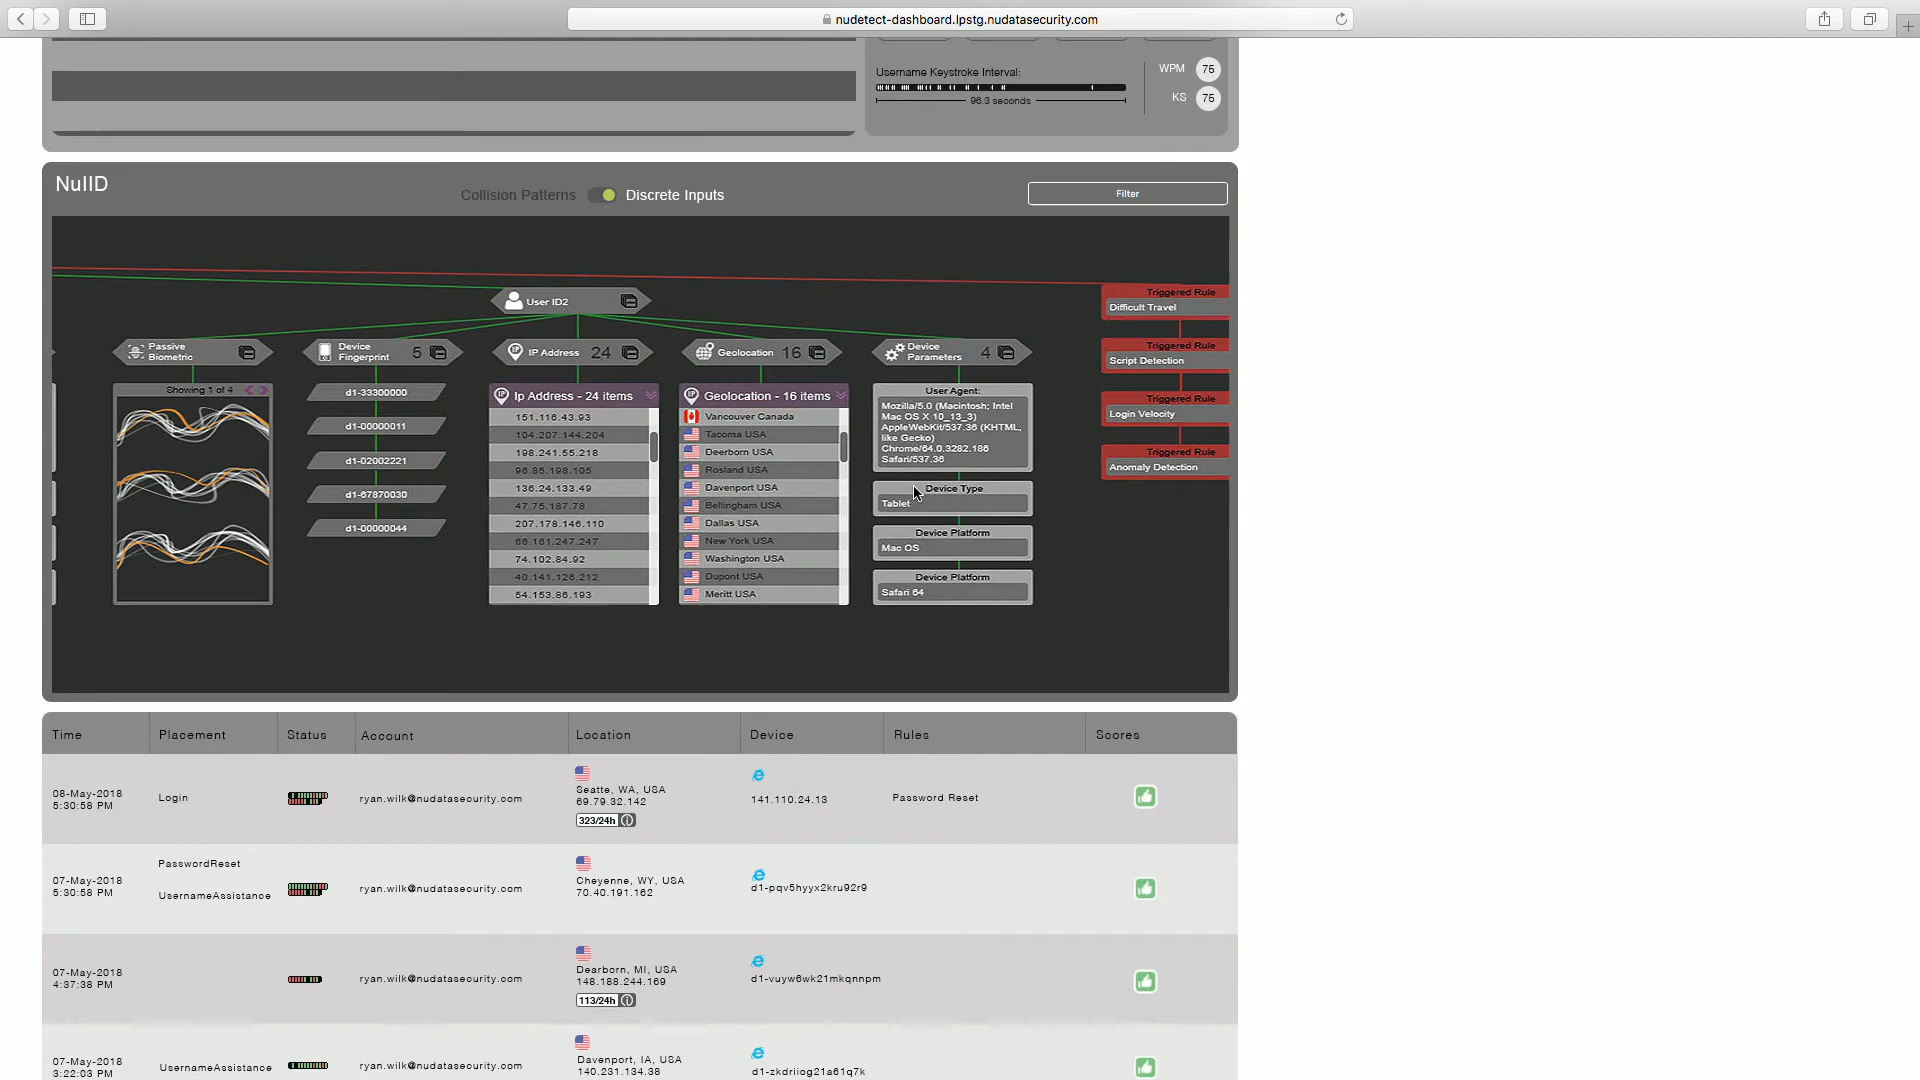 nudetect-dashboard.lpstg.nudatasecurity.com
Username Keystroke Interval:
96.3 seconds
WPM 75
KS 75
NuIID
Collision Patterns
Discrete Inputs
Filter
User ID2
Passive
Biometric
Device
Fingerprint 5
IP Address 24
Geolocation 16
Device
Parameters 4
Showing 1 of 4
d1-33300000
d1-00000011
d1-02002221
d1-67870030
d1-00000044
Ip Address - 24 items
151.116.43.93
104.207.144.204
198.241.55.218
96.85.198.105
136.24.133.49
47.75.187.78
207.178.146.110
66.161.247.247
74.102.84.92
40.141.126.212
54.153.86.193
Geolocation - 16 items
Vancouver Canada
Tacoma USA
Deerborn USA
Rosland USA
Davenport USA
Bellingham USA
Dallas USA
New York USA
Washington USA
Dupont USA
Meritt USA
User Agent:
Mozilla/5.0 (Macintosh; Intel
Mac OS X 10_13_3)
AppleWebKit/537.36 (KHTML,
like Gecko)
Chrome/64.0.3282.186
Safari/537.36
Device Type
Tablet
Device Platform
Mac OS
Device Platform
Safari 64
Triggered Rule
Difficult Travel
Triggered Rule
Script Detection
Triggered Rule
Login Velocity
Triggered Rule
Anomaly Detection
Time Placement Status Account Location Device Rules Scores
08-May-2018
5:30:58 PM
Login
ryan.wilk@nudatasecurity.com
Seatte, WA, USA
69.79.32.142
323/24h
141.110.24.13
Password Reset
07-May-2018
5:30:58 PM
PasswordReset
UsernameAssistance
ryan.wilk@nudatasecurity.com
Cheyenne, WY, USA
70.40.191.162
d1-pqv5hyyx2kru92r9
07-May-2018
4:37:38 PM
ryan.wilk@nudatasecurity.com
Dearborn, MI, USA
148.188.244.169
113/24h
d1-vuyw6wk21mkqnnpm
07-May-2018
3:22:03 PM
UsernameAssistance
ryan.wilk@nudatasecurity.com
Davenport, IA, USA
140.231.134.38
d1-zkdriiog21a61q7k